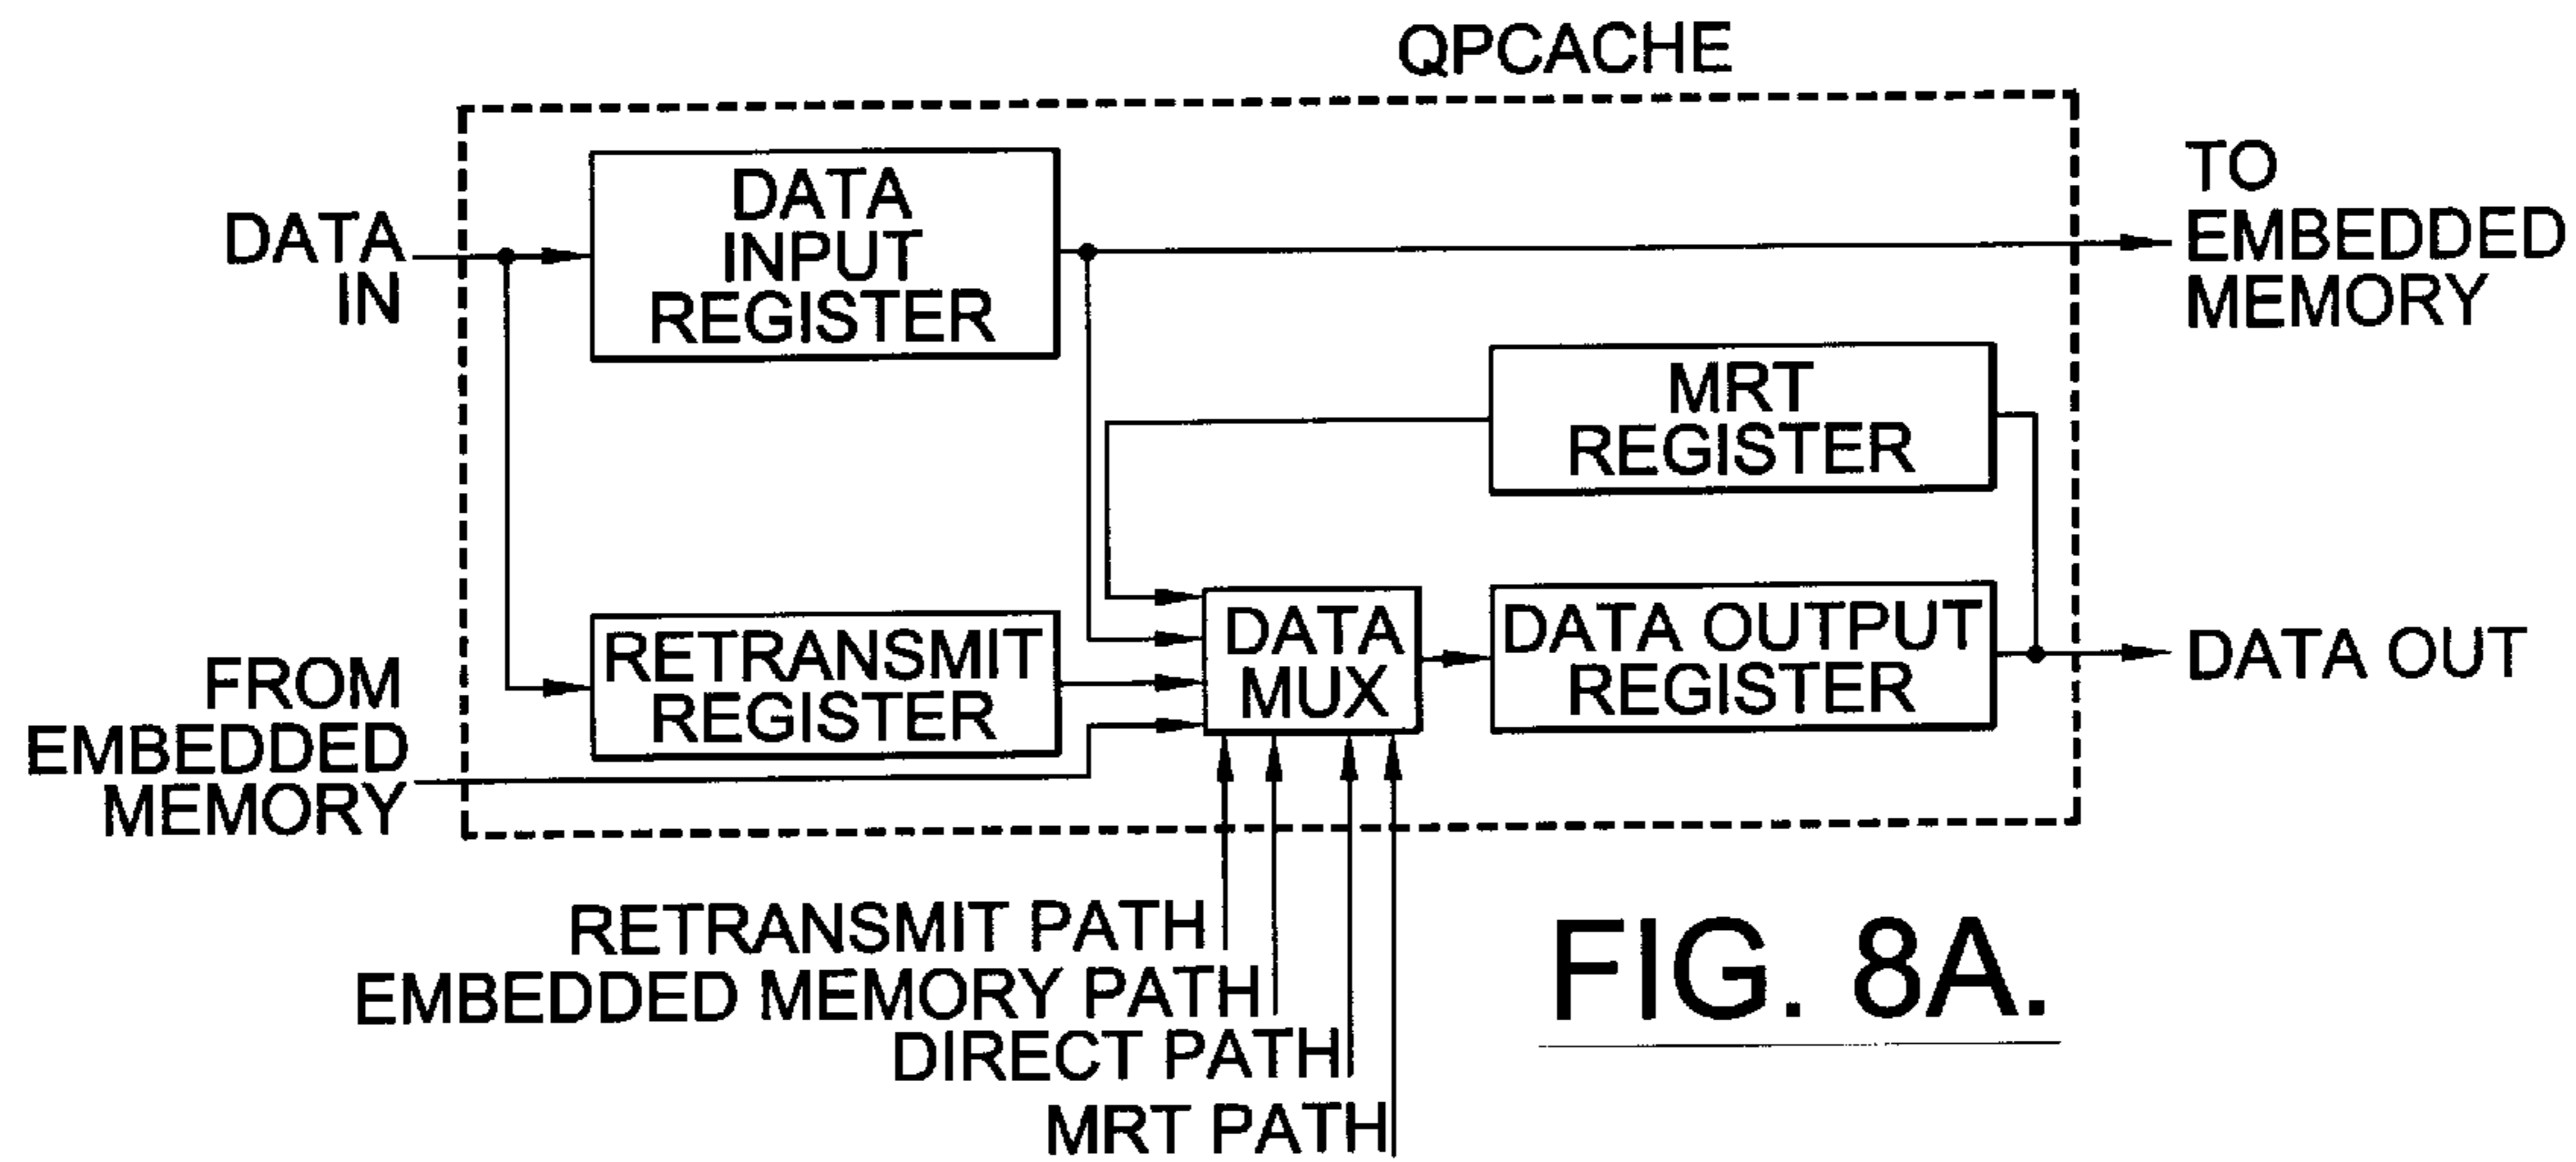 QPCACHE
DATA
IN
DATA
INPUT
REGISTER
TO
EMBEDDED
MEMORY
MRT
REGISTER
FROM
EMBEDDED
MEMORY
RETRANSMIT
REGISTER
DATA
MUX
DATA OUTPUT
REGISTER
DATA OUT
RETRANSMIT PATH
EMBEDDED MEMORY PATH
DIRECT PATH
MRT PATH
FIG. 8A.